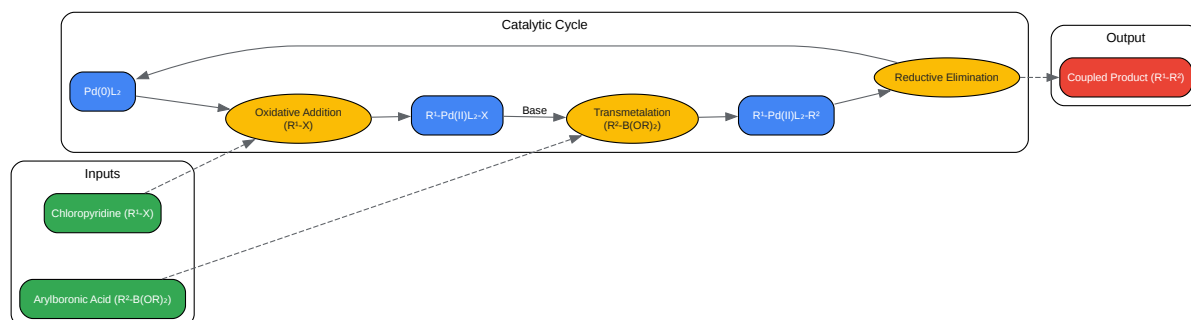 Catalytic Cycle
Output
Pd(0)L₂
Oxidative Addition
(R¹-X)
R¹-Pd(II)L₂-X
Base
Transmetalation
(R²-B(OR)₂)
R¹-Pd(II)L₂-R²
Reductive Elimination
Coupled Product (R¹-R²)
Inputs
Chloropyridine (R¹-X)
Arylboronic Acid (R²-B(OR)₂)